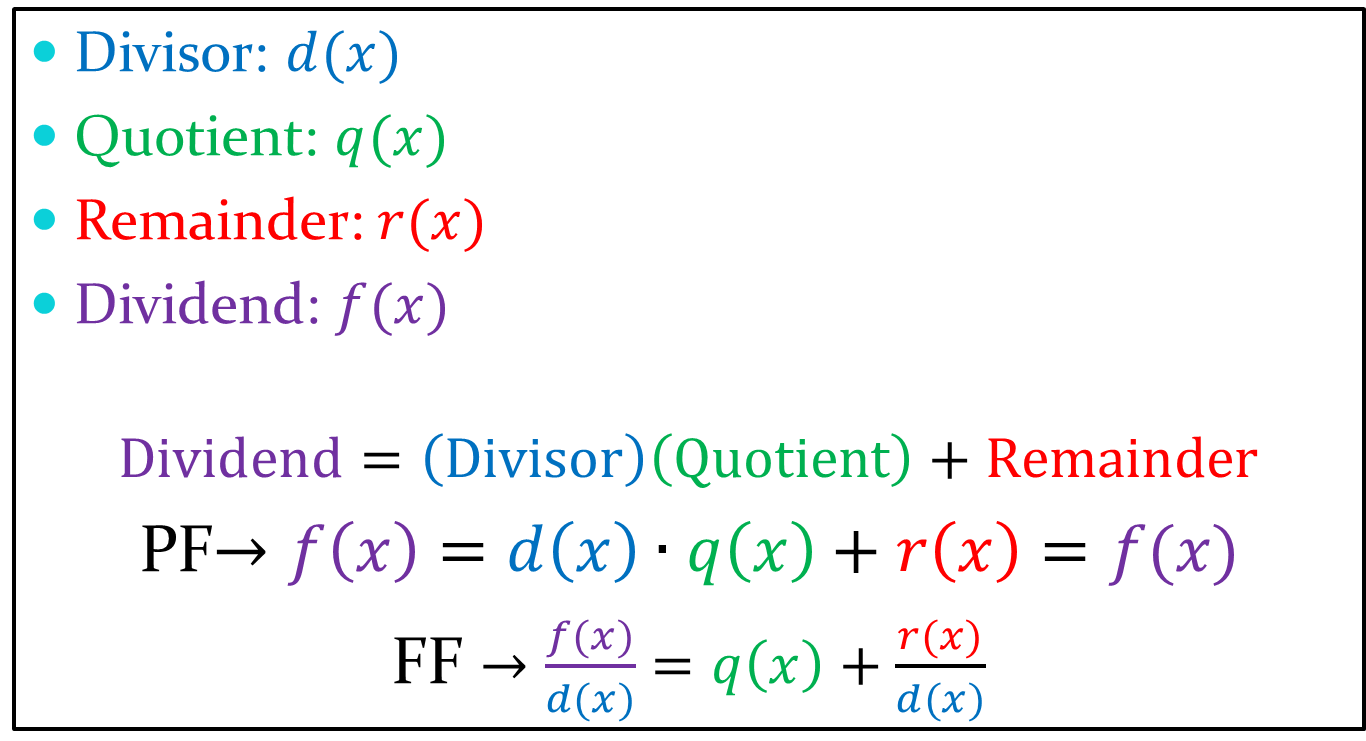 • Divisor: d(x)
• Quotient: q(x)
• Remainder: r(x)
• Dividend: f(x)
Dividend = (Divisor)(Quotient) + Remainder
PF→ f(x) = d(x) · q(x) + r(x) = f(x)
FF → f(x)/d(x) = q(x) + r(x)/d(x)